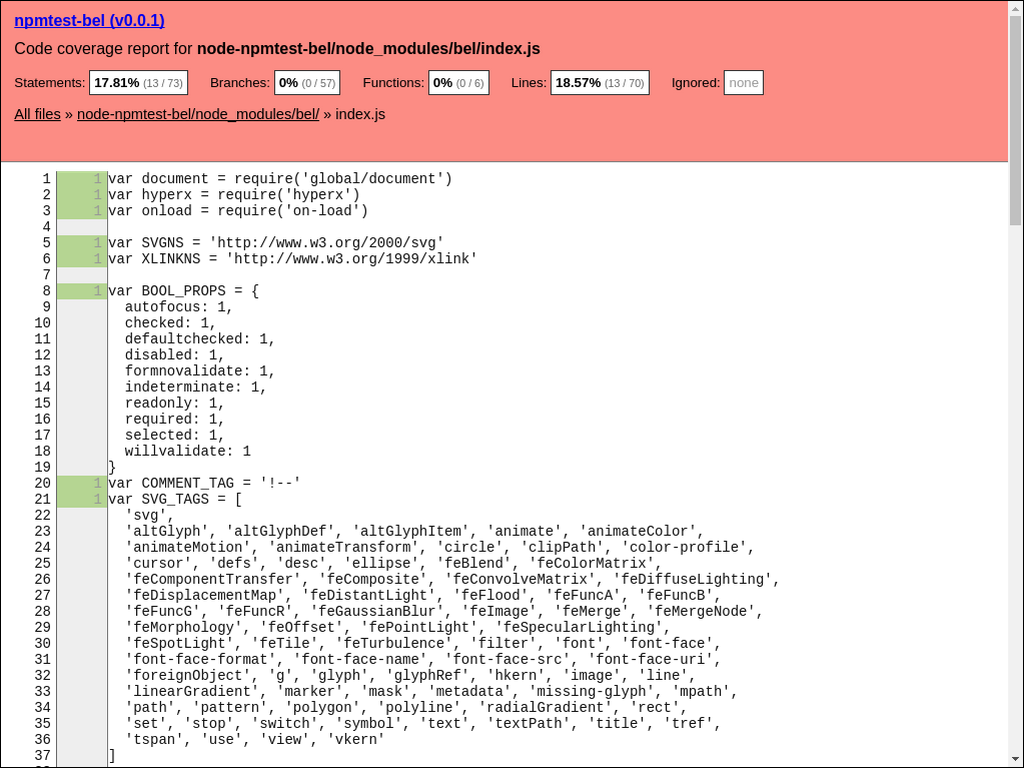 npmtest-bel (v0.0.1)
Code coverage report for node-npmtest-bel/node_modules/bel/index.js
Statements: 17.81% (13 / 73) Branches: 0% (0 / 57) Functions: 0% (0 / 6) Lines: 18.57% (13 / 70) Ignored: none
All files » node-npmtest-bel/node_modules/bel/ » index.js
1 1 var document = require('global/document')
2 1 var hyperx = require('hyperx')
3 1 var onload = require('on-load')
4
5 1 var SVGNS = 'http://www.w3.org/2000/svg'
6 1 var XLINKNS = 'http://www.w3.org/1999/xlink'
7
8 1 var BOOL_PROPS = {
9 autofocus: 1,
10 checked: 1,
11 defaultchecked: 1,
12 disabled: 1,
13 formnovalidate: 1,
14 indeterminate: 1,
15 readonly: 1,
16 required: 1,
17 selected: 1,
18 willvalidate: 1
19 }
20 1 var COMMENT_TAG = '!--'
21 1 var SVG_TAGS = [
22 'svg',
23 'altGlyph', 'altGlyphDef', 'altGlyphItem', 'animate', 'animateColor',
24 'animateMotion', 'animateTransform', 'circle', 'clipPath', 'color-profile',
25 'cursor', 'defs', 'desc', 'ellipse', 'feBlend', 'feColorMatrix',
26 'feComponentTransfer', 'feComposite', 'feConvolveMatrix', 'feDiffuseLighting',
27 'feDisplacementMap', 'feDistantLight', 'feFlood', 'feFuncA', 'feFuncB',
28 'feFuncG', 'feFuncR', 'feGaussianBlur', 'feImage', 'feMerge', 'feMergeNode',
29 'feMorphology', 'feOffset', 'fePointLight', 'feSpecularLighting',
30 'feSpotLight', 'feTile', 'feTurbulence', 'filter', 'font', 'font-face',
31 'font-face-format', 'font-face-name', 'font-face-src', 'font-face-uri',
32 'foreignObject', 'g', 'glyph', 'glyphRef', 'hkern', 'image', 'line',
33 'linearGradient', 'marker', 'mask', 'metadata', 'missing-glyph', 'mpath',
34 'path', 'pattern', 'polygon', 'polyline', 'radialGradient', 'rect',
35 'set', 'stop', 'switch', 'symbol', 'text', 'textPath', 'title', 'tref',
36 'tspan', 'use', 'view', 'vkern'
37 ]